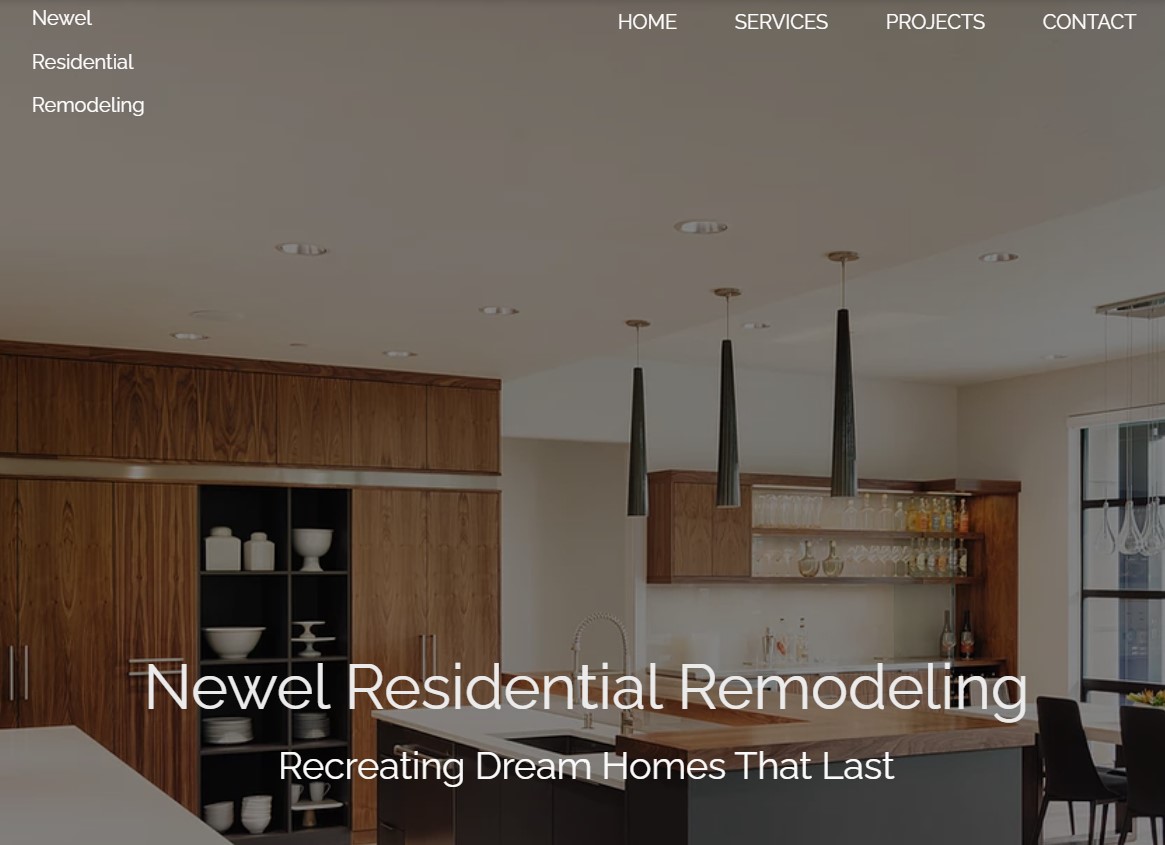 Newel
Residential
Remodeling
HOME
SERVICES
PROJECTS
CONTACT
Newel Residential Remodeling
Recreating Dream Homes That Last